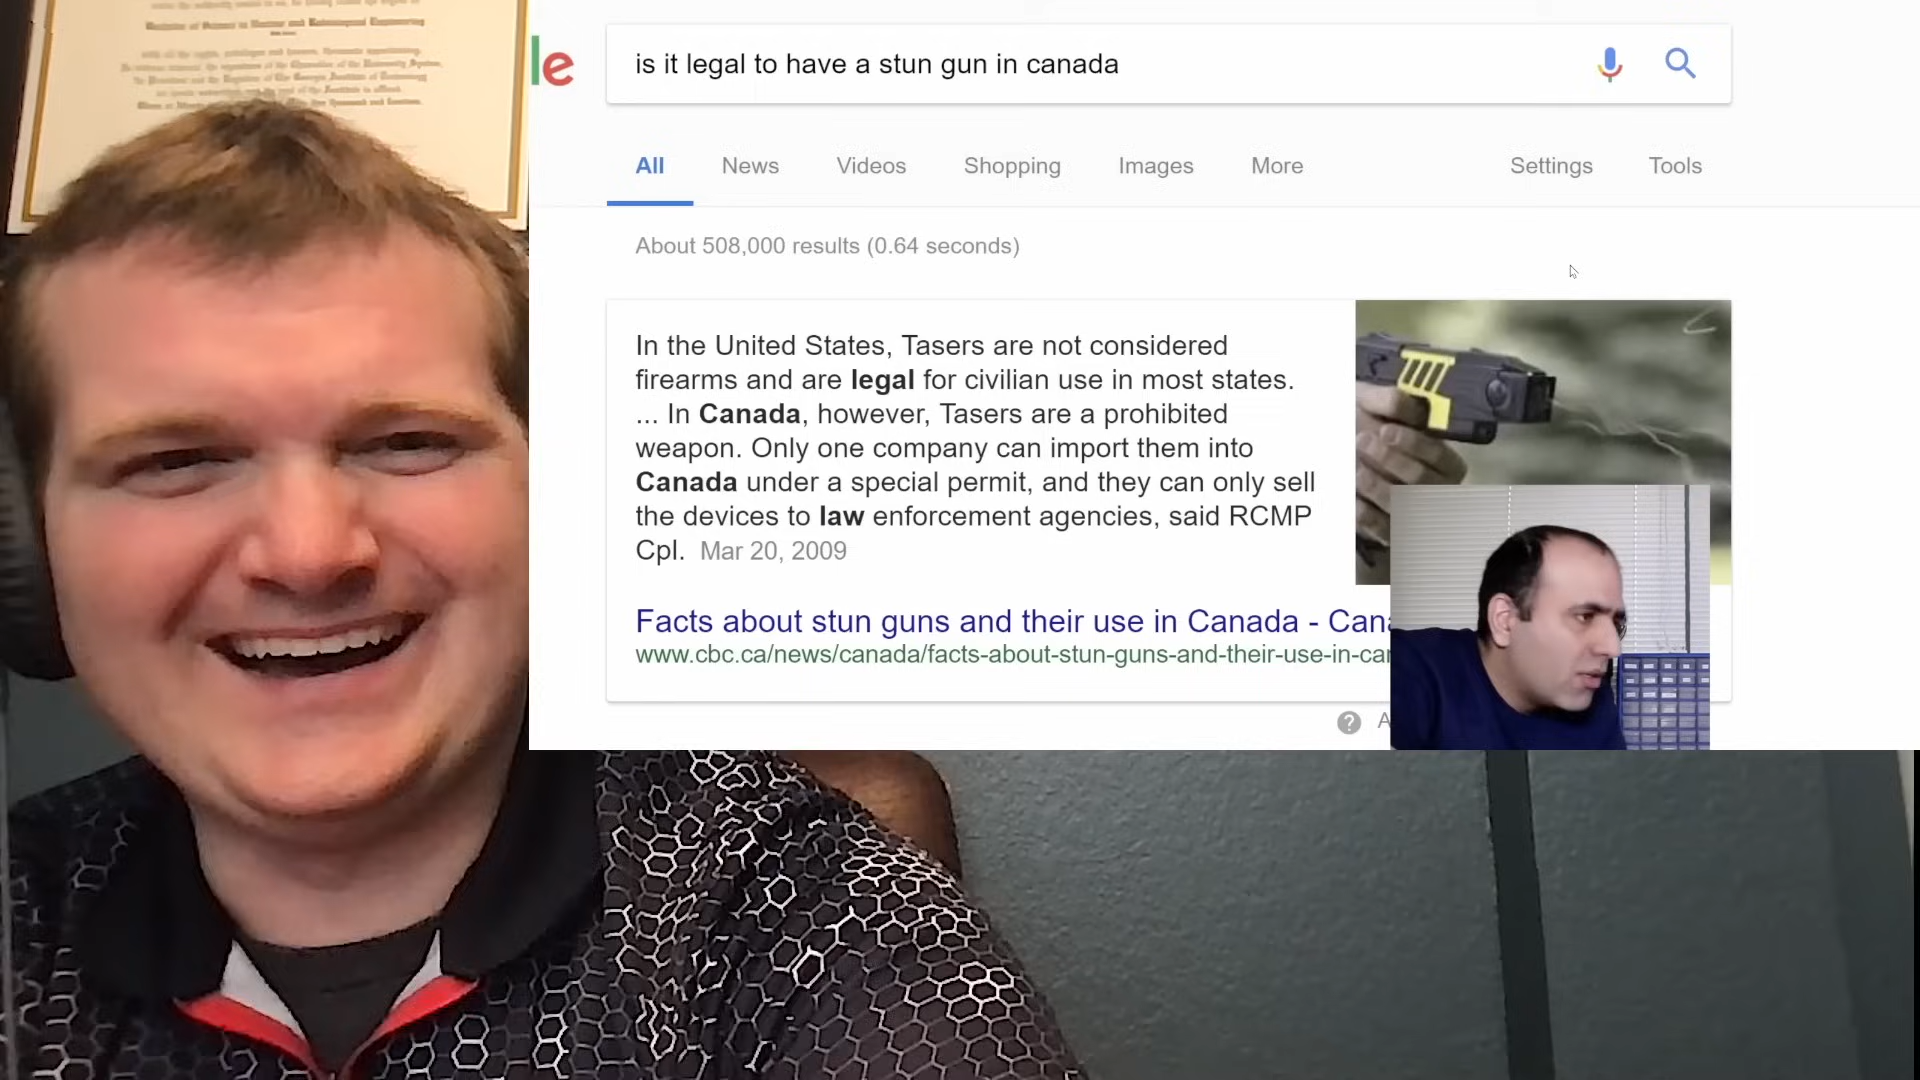 le
is it legal to have a stun gun in canada
All News Videos Shopping Images More Settings Tools
About 508,000 results (0.64 seconds)
In the United States, Tasers are not considered
firearms and are legal for civilian use in most states.
... In Canada, however, Tasers are a prohibited
weapon. Only one company can import them into
Canada under a special permit, and they can only sell
the devices to law enforcement agencies, said RCMP
Cpl. Mar 20, 2009
Facts about stun guns and their use in Canada - Cana
www.cbc.ca/news/canada/facts-about-stun-guns-and-their-use-in-can
? A